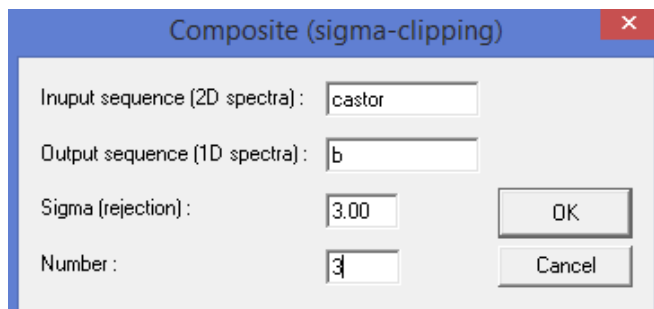 Composite (sigma-clipping)
Inuput sequence (2D spectra) : castor
Output sequence (1D spectra) : b
Sigma (rejection) : 3.00 OK
Number : 3 Cancel